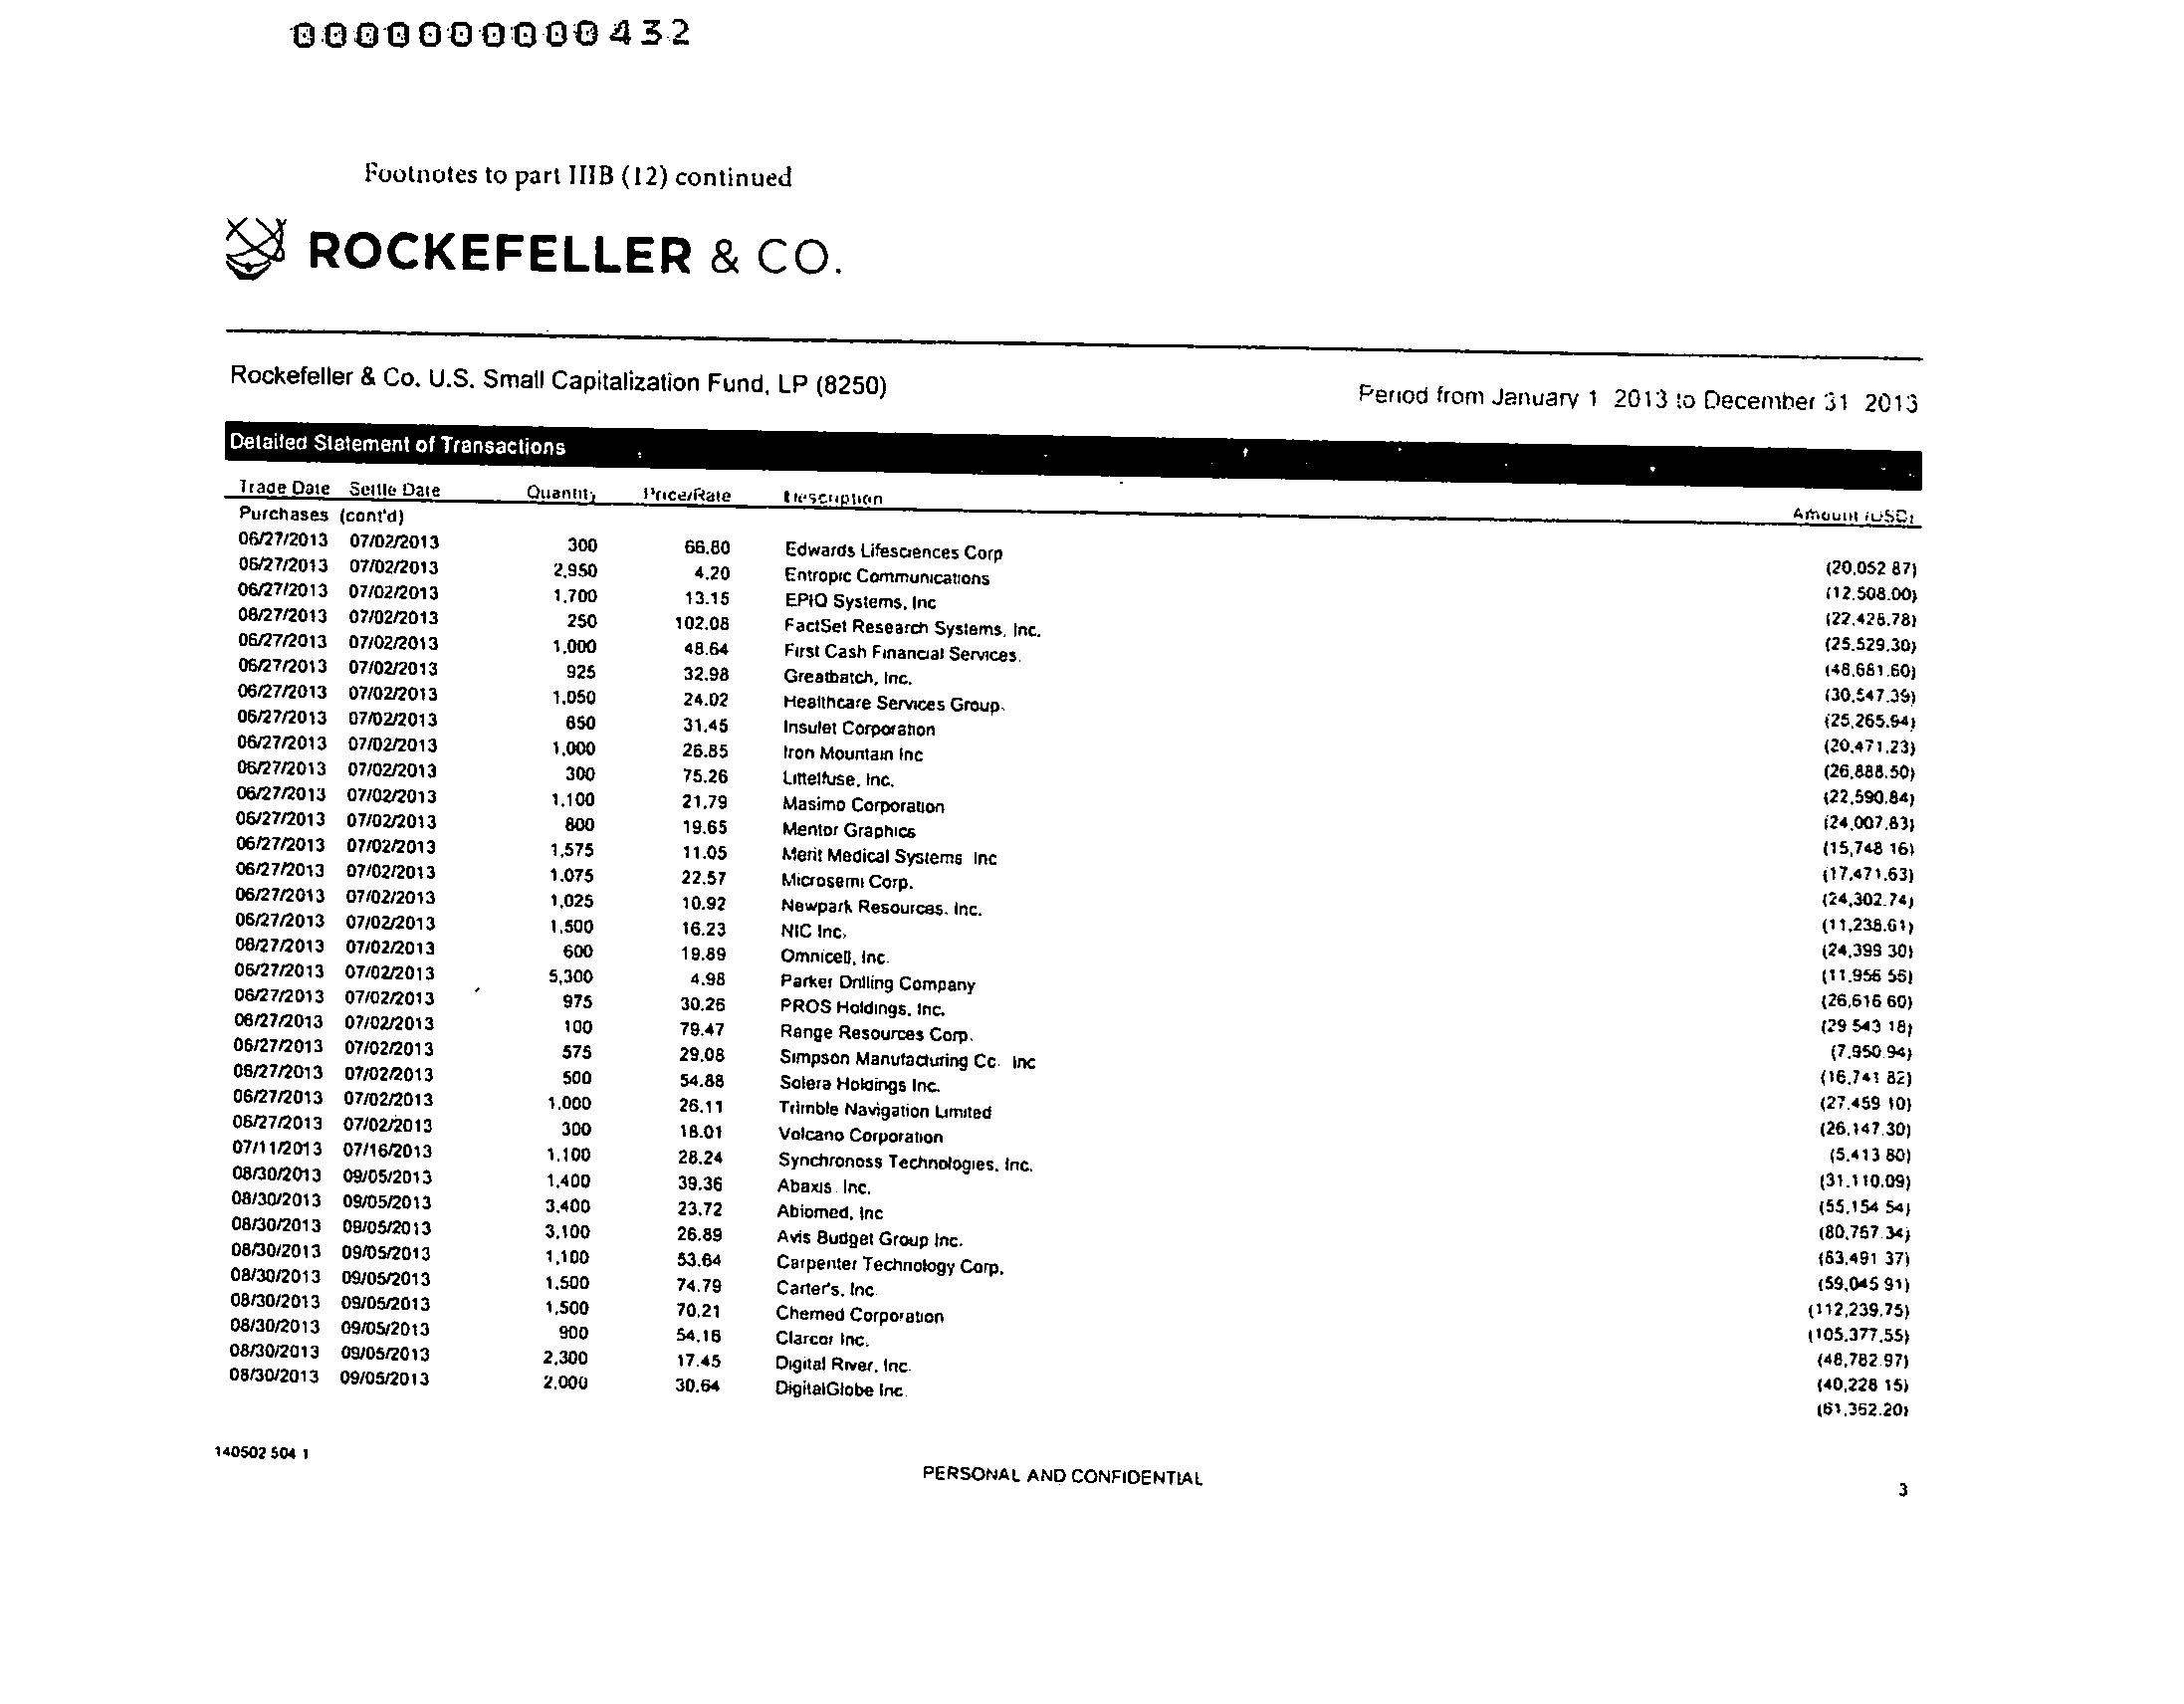 0000000000432
Footnotes to part IIIB (12) continued
ROCKEFELLER & CO.
Rockefeller & Co. U.S. Small Capitalization Fund, LP (8250) Period from January 1 2013 to December 31 2013
Detailed Statement of Transactions
Trade Date Settle Date Quantity Price/Rate Description Amount (USD)
Purchases (cont'd)
06/27/2013 07/02/2013 300 66.80 Edwards Lifesciences Corp (20,052 87)
06/27/2013 07/02/2013 2,950 4.20 Entropic Communications (12.508.00)
06/27/2013 07/02/2013 1,700 13.15 EPIQ Systems, Inc (22.426.78)
06/27/2013 07/02/2013 250 102.08 FactSet Research Systems, Inc. (25.529.30)
06/27/2013 07/02/2013 1,000 48.64 First Cash Financial Services. (48,681.60)
06/27/2013 07/02/2013 925 32.98 Greatbatch, Inc. (30,547.39)
06/27/2013 07/02/2013 1,050 24.02 Healthcare Services Group. (25,265.94)
06/27/2013 07/02/2013 650 31.45 Insulet Corporation (20,471.23)
06/27/2013 07/02/2013 1,000 26.85 Iron Mountain Inc (26,888.50)
06/27/2013 07/02/2013 300 75.26 Littelfuse, Inc. (22,590.84)
06/27/2013 07/02/2013 1,100 21.79 Masimo Corporation (24,007.83)
06/27/2013 07/02/2013 800 19.65 Mentor Graphics (15,748 16)
06/27/2013 07/02/2013 1,575 11.05 Merit Medical Systems Inc (17,471.63)
06/27/2013 07/02/2013 1.075 22.57 Microsemi Corp. (24,302.74)
06/27/2013 07/02/2013 1,025 10.92 Newpark Resources. Inc. (11,238.61)
06/27/2013 07/02/2013 1,500 16.23 NIC Inc. (24,399 30)
06/27/2013 07/02/2013 600 19.89 Omnicell, Inc. (11.956 55)
06/27/2013 07/02/2013 5,300 4.98 Parker Drilling Company (26,616 60)
06/27/2013 07/02/2013 975 30.26 PROS Holdings, Inc. (29 543 18)
06/27/2013 07/02/2013 100 79.47 Range Resources Corp. (7,950.94)
06/27/2013 07/02/2013 575 29.08 Simpson Manufacturing Co. Inc (16,741 82)
06/27/2013 07/02/2013 500 54.88 Solera Holdings Inc. (27.459 10)
06/27/2013 07/02/2013 1,000 26.11 Trimble Navigation Limited (26,147.30)
06/27/2013 07/02/2013 300 18.01 Volcano Corporation (5,413 80)
07/11/2013 07/16/2013 1,100 28.24 Synchronoss Technologies, Inc. (31.110.09)
08/30/2013 09/05/2013 1,400 39.36 Abaxis. Inc. (55,154 54)
08/30/2013 09/05/2013 3,400 23.72 Abiomed, Inc (80,767 34)
08/30/2013 09/05/2013 3,100 26.89 Avis Budget Group Inc. (83,491 37)
08/30/2013 09/05/2013 1,100 53.64 Carpenter Technology Corp. (59,045 91)
08/30/2013 09/05/2013 1,500 74.79 Carter's, Inc. (112,239.75)
08/30/2013 09/05/2013 1,500 70.21 Chemed Corporation (105,377.55)
08/30/2013 09/05/2013 900 54.16 Clarcor Inc. (48,782 97)
08/30/2013 09/05/2013 2,300 17.45 Digital River, Inc. (40,228 15)
08/30/2013 09/05/2013 2,000 30.64 DigitalGlobe Inc. (61,362.20)
140502 504 1
PERSONAL AND CONFIDENTIAL
3